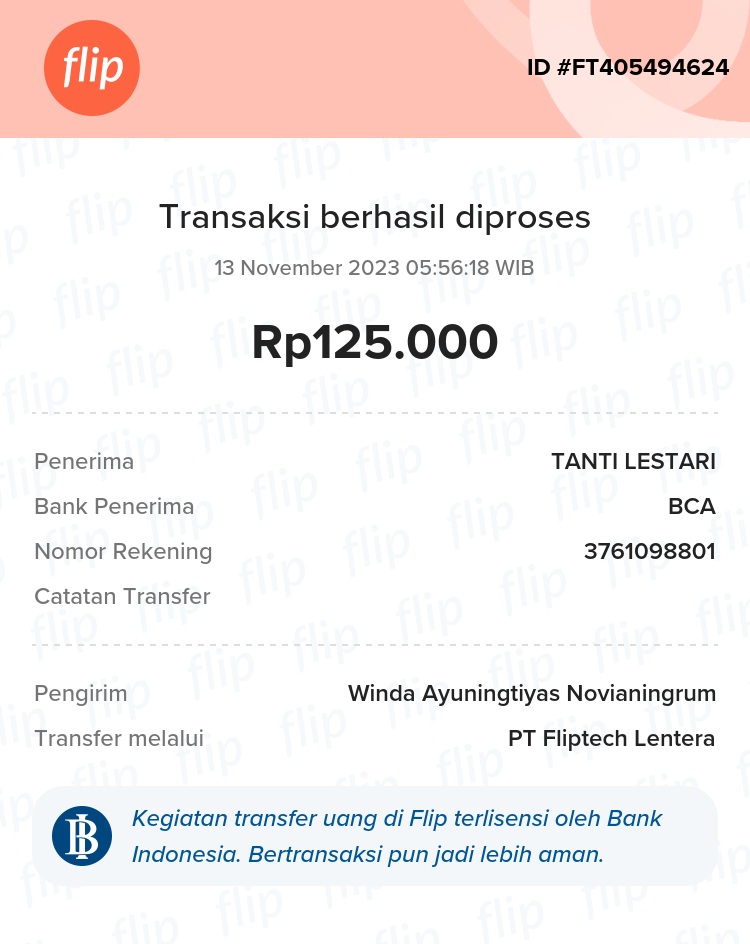 flip
ID #FT405494624
Transaksi berhasil diproses
13 November 2023 05:56:18 WIB
Rp125.000
Penerima TANTI LESTARI
Bank Penerima BCA
Nomor Rekening 3761098801
Catatan Transfer
Pengirim Winda Ayuningtiyas Novianingrum
Transfer melalui PT Fliptech Lentera
Kegiatan transfer uang di Flip terlisensi oleh Bank
Indonesia. Bertransaksi pun jadi lebih aman.